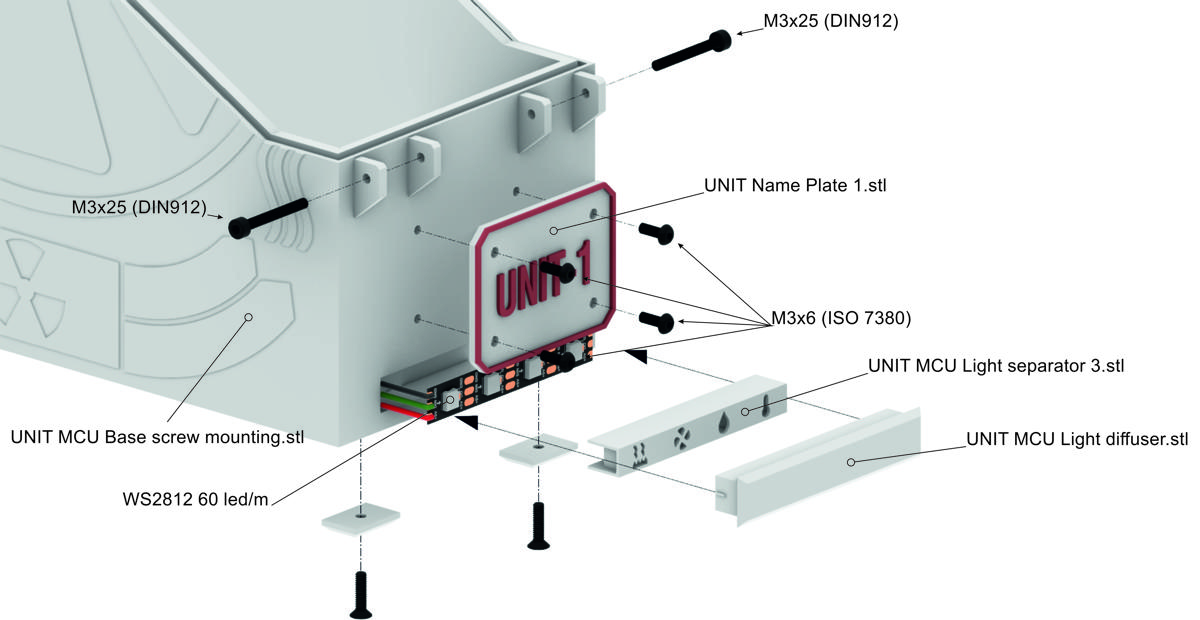 M3x25 (DIN912)
UNIT Name Plate 1.stl
M3x25 (DIN912)
UNIT 1
M3x6 (ISO 7380)
UNIT MCU Light separator 3.stl
UNIT MCU Base screw mounting.stl
UNIT MCU Light diffuser.stl
WS2812 60 led/m